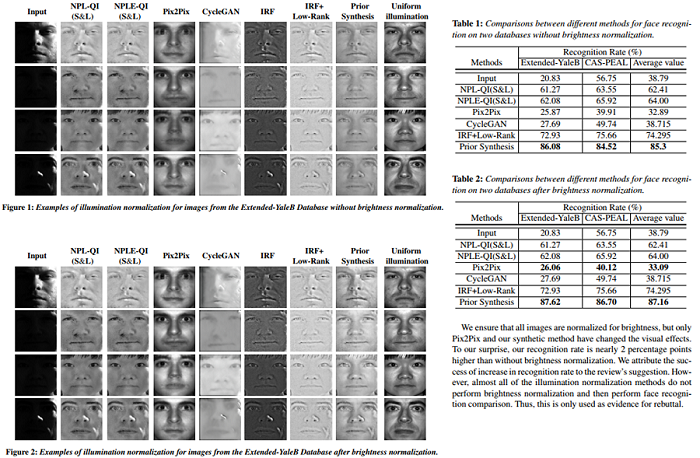 Input NPL-QI (S&L) NPLE-QI (S&L) Pix2Pix CycleGAN IRF IRF+ Low-Rank Prior Synthesis Uniform illumination
Figure 1: Examples of illumination normalization for images from the Extended-YaleB Database without brightness normalization.
Input NPL-QI (S&L) NPLE-QI (S&L) Pix2Pix CycleGAN IRF IRF+ Low-Rank Prior Synthesis Uniform illumination
Figure 2: Examples of illumination normalization for images from the Extended-YaleB Database after brightness normalization.
Table 1: Comparisons between different methods for face recogni-
tion on two databases without brightness normalization.
Methods Recognition Rate (%)
Extended-YaleB CAS-PEAL Average value
Input 20.83 56.75 38.79
NPL-QI(S&L) 61.27 63.55 62.41
NPLE-QI(S&L) 62.08 65.92 64.00
Pix2Pix 25.87 39.91 32.89
CycleGAN 27.69 49.74 38.715
IRF+Low-Rank 72.93 75.66 74.295
Prior Synthesis 86.08 84.52 85.3
Table 2: Comparisons between different methods for face recogni-
tion on two databases after brightness normalization.
Methods Recognition Rate (%)
Extended-YaleB CAS-PEAL Average value
Input 20.83 56.75 38.79
NPL-QI(S&L) 61.27 63.55 62.41
NPLE-QI(S&L) 62.08 65.92 64.00
Pix2Pix 26.06 40.12 33.09
CycleGAN 27.69 49.74 38.715
IRF+Low-Rank 72.93 75.66 74.295
Prior Synthesis 87.62 86.70 87.16
We ensure that all images are normalized for brightness, but only
Pix2Pix and our synthetic method have changed the visual effects.
To our surprise, our recognition rate is nearly 2 percentage points
higher than without brightness normalization. We attribute the suc-
cess of increase in recognition rate to the review's suggestion. How-
ever, almost all of the illumination normalization methods do not
perform brightness normalization and then perform face recogni-
tion comparison. Thus, this is only used as evidence for rebuttal.